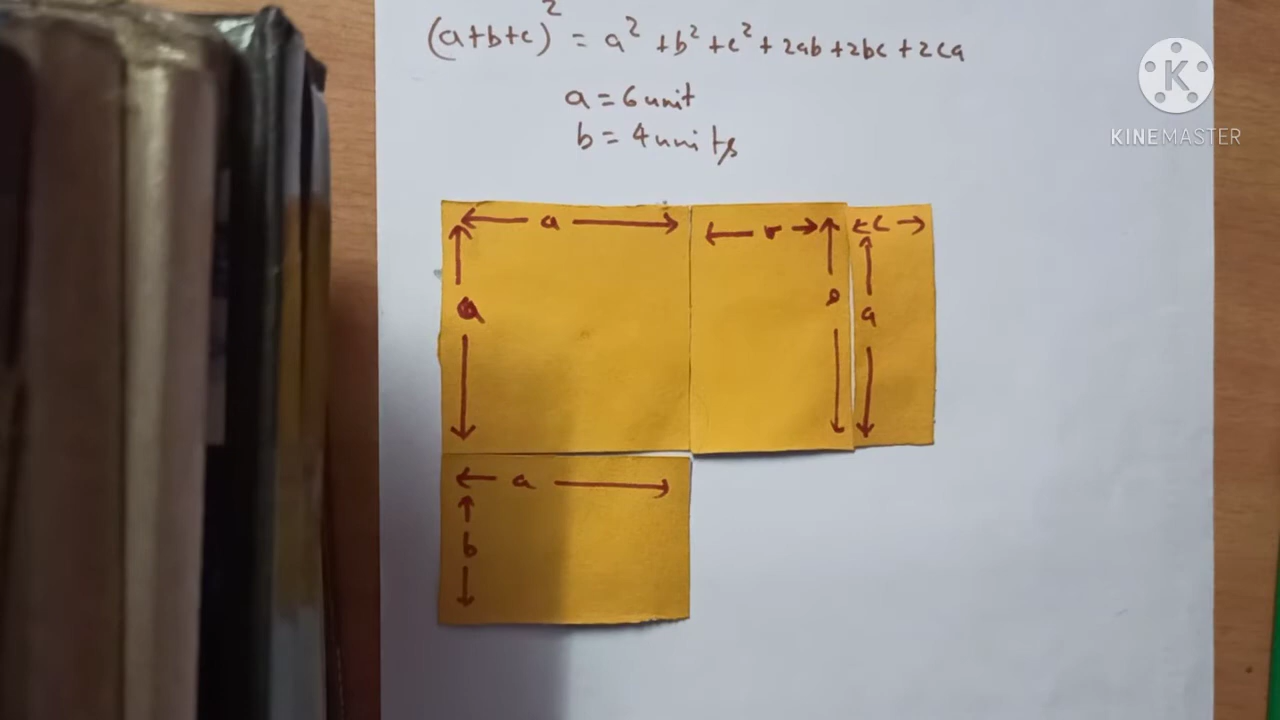 (a+b+c)² = a² + b² + c² + 2ab + 2bc + 2ca
a = 6 unit
b = 4 units
K
KINEMASTER
a
c
a
a
a
b